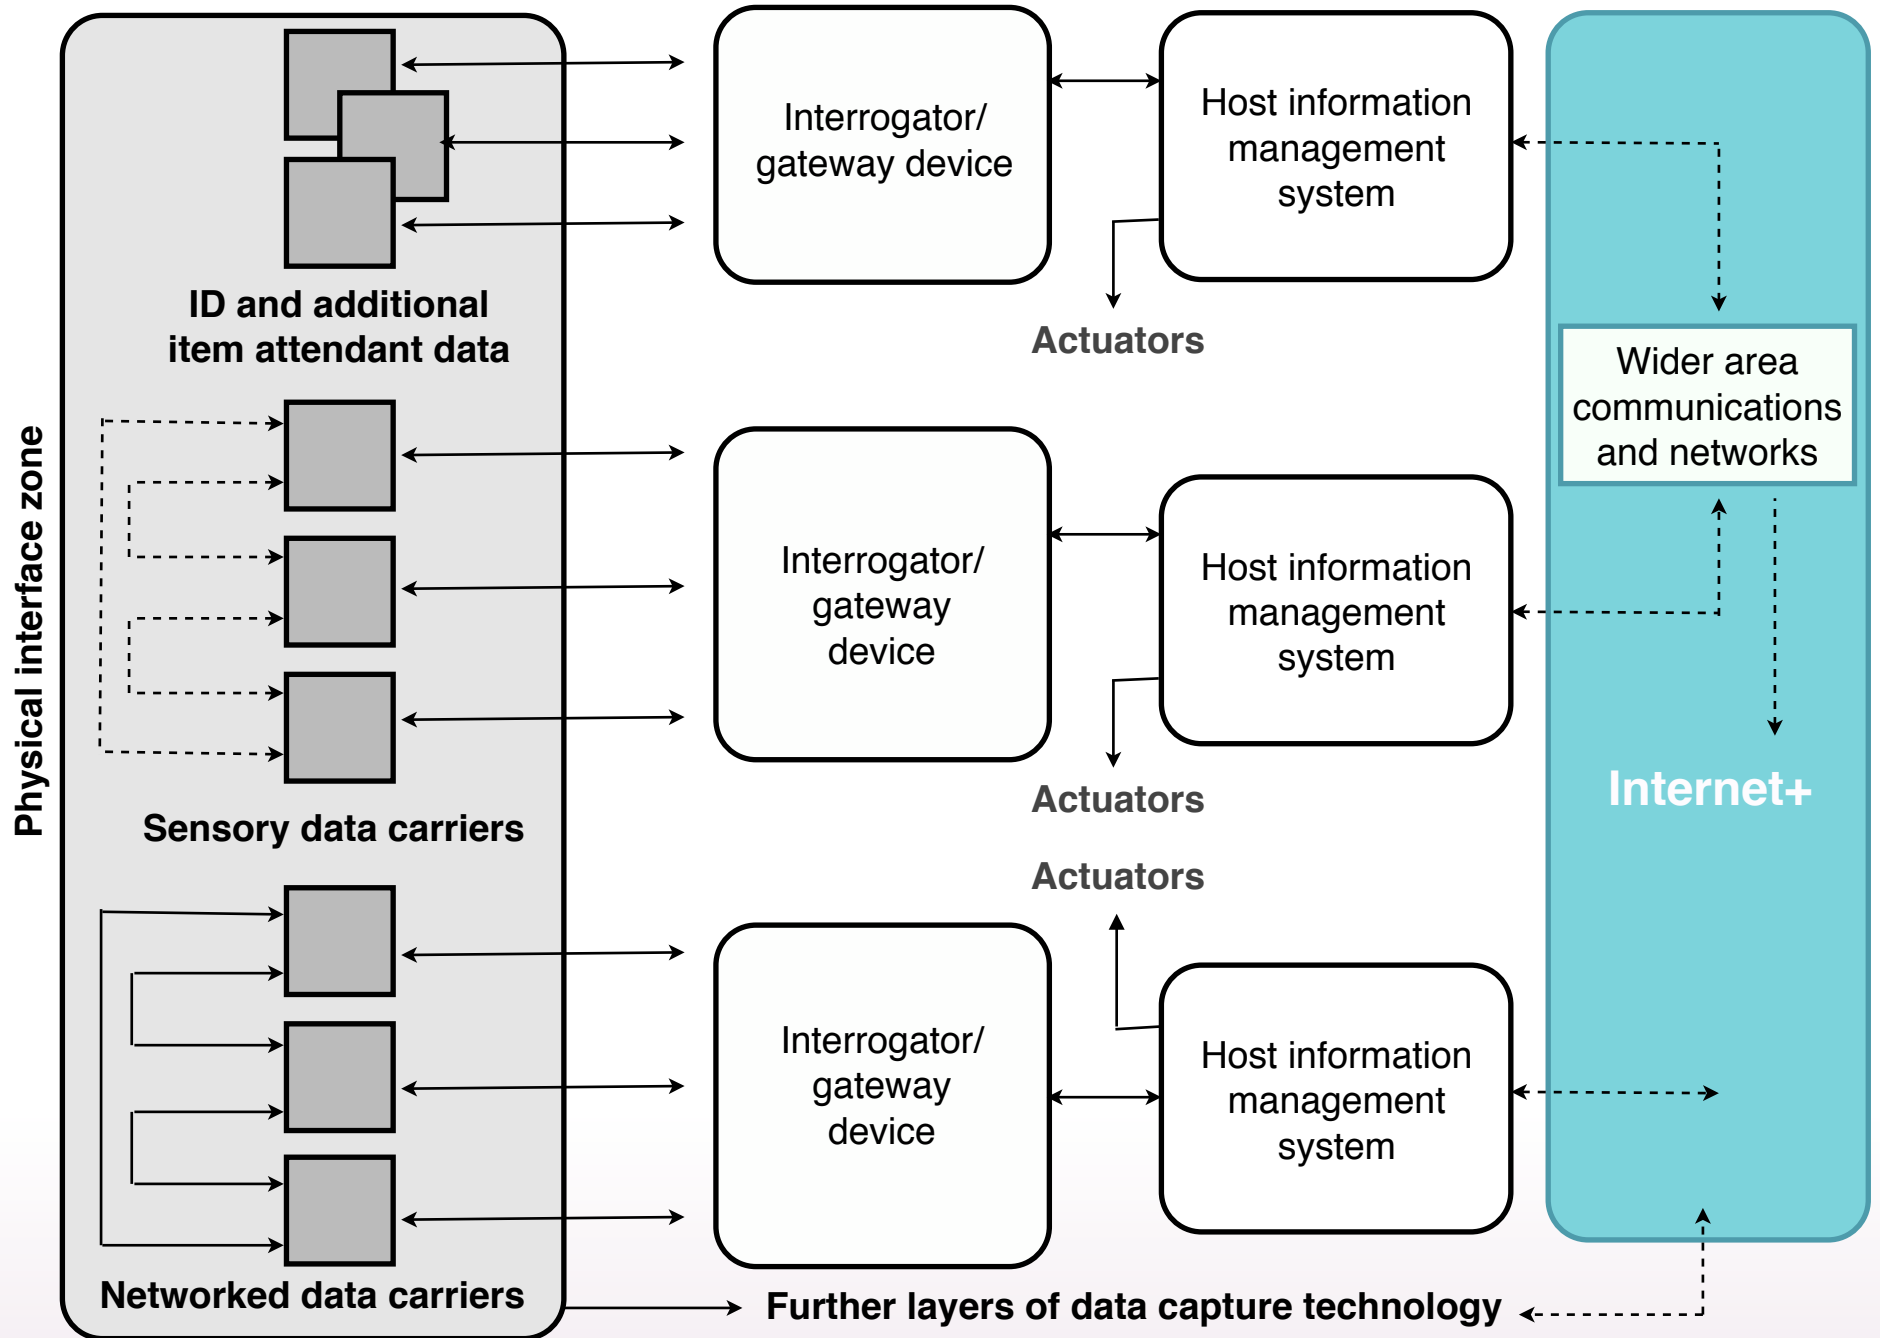 Physical interface zone
ID and additional
item attendant data
Sensory data carriers
Networked data carriers
Interrogator/
gateway device
Host information
management
system
Actuators
Interrogator/
gateway
device
Host information
management
system
Actuators
Actuators
Interrogator/
gateway
device
Host information
management
system
Wider area
communications
and networks
Internet+
Further layers of data capture technology